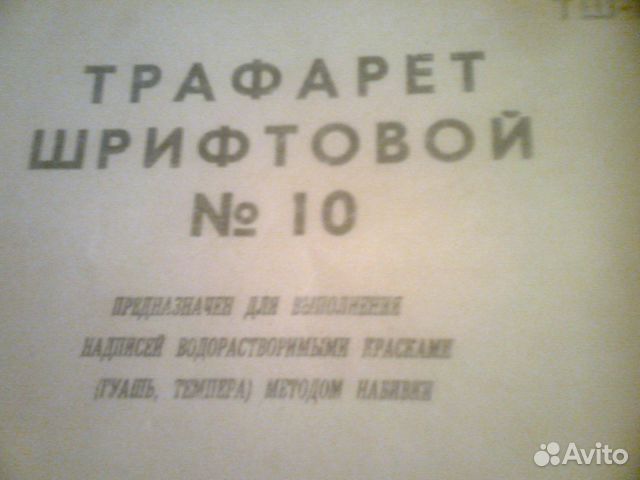 ТРАФАРЕТ
ШРИФТОВОЙ
№ 10
ПРЕДНАЗНАЧЕН ДЛЯ ВЫПОЛНЕНИЯ
НАДПИСЕЙ ВОДОРАСТВОРИМЫМИ КРАСКАМИ
(ГУАШЬ, ТЕМПЕРА) МЕТОДОМ НАБИВКИ
Avito